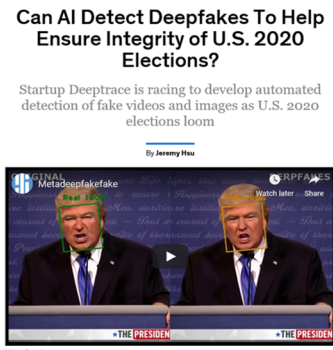 Can AI Detect Deepfakes To Help
Ensure Integrity of U.S. 2020
Elections?
Startup Deeptrace is racing to develop automated
detection of fake videos and images as U.S. 2020
elections loom
By Jeremy Hsu
Metadeepfakefake
Watch later
Share
THE PRESIDEN
THE PRESIDEN